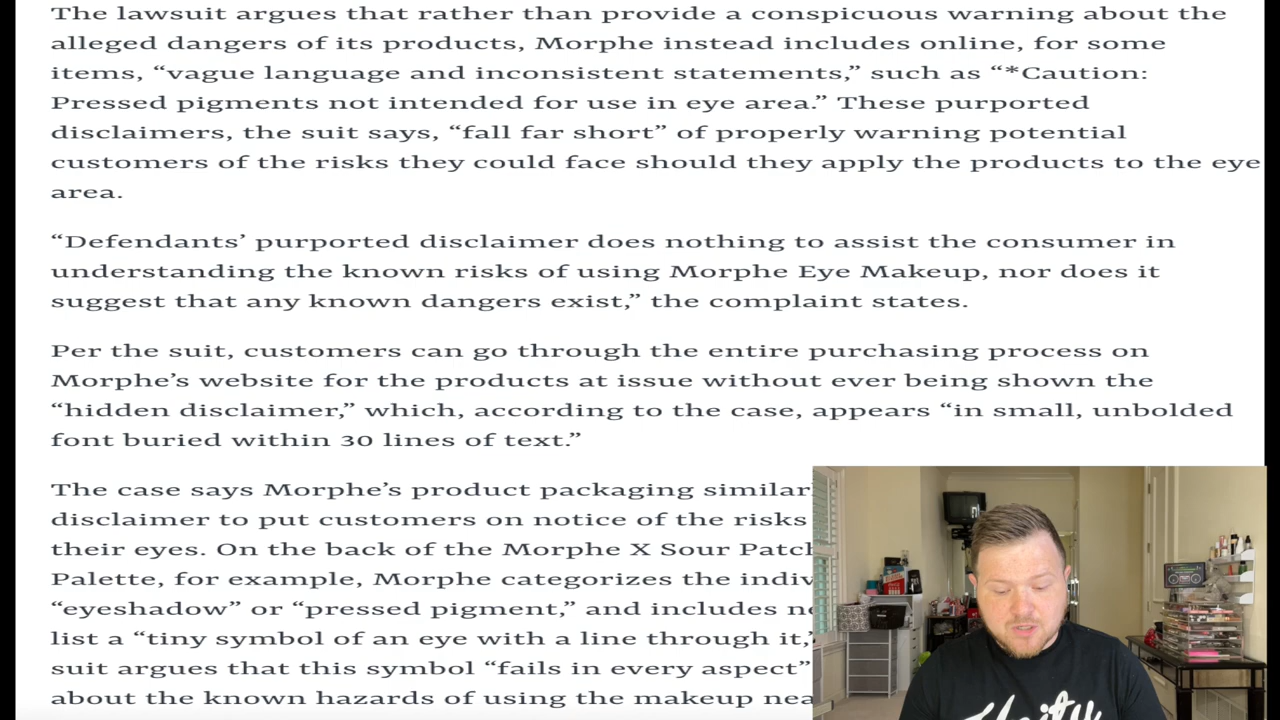 The lawsuit argues that rather than provide a conspicuous warning about the
alleged dangers of its products, Morphe instead includes online, for some
items, “vague language and inconsistent statements,” such as “*Caution:
Pressed pigments not intended for use in eye area.” These purported
disclaimers, the suit says, “fall far short” of properly warning potential
customers of the risks they could face should they apply the products to the eye
area.
“Defendants’ purported disclaimer does nothing to assist the consumer in
understanding the known risks of using Morphe Eye Makeup, nor does it
suggest that any known dangers exist,” the complaint states.
Per the suit, customers can go through the entire purchasing process on
Morphe’s website for the products at issue without ever being shown the
“hidden disclaimer,” which, according to the case, appears “in small, unbolded
font buried within 30 lines of text.”
The case says Morphe’s product packaging
disclaimer to put customers on notice of the risks
their eyes. On the back of the Morphe X Sour Patch
Palette, for example, Morphe categorizes the
“eyeshadow” or “pressed pigment,” and includes
list a “tiny symbol of an eye with a line through it,”
suit argues that this symbol “fails in every aspect”
about the known hazards of using the makeup